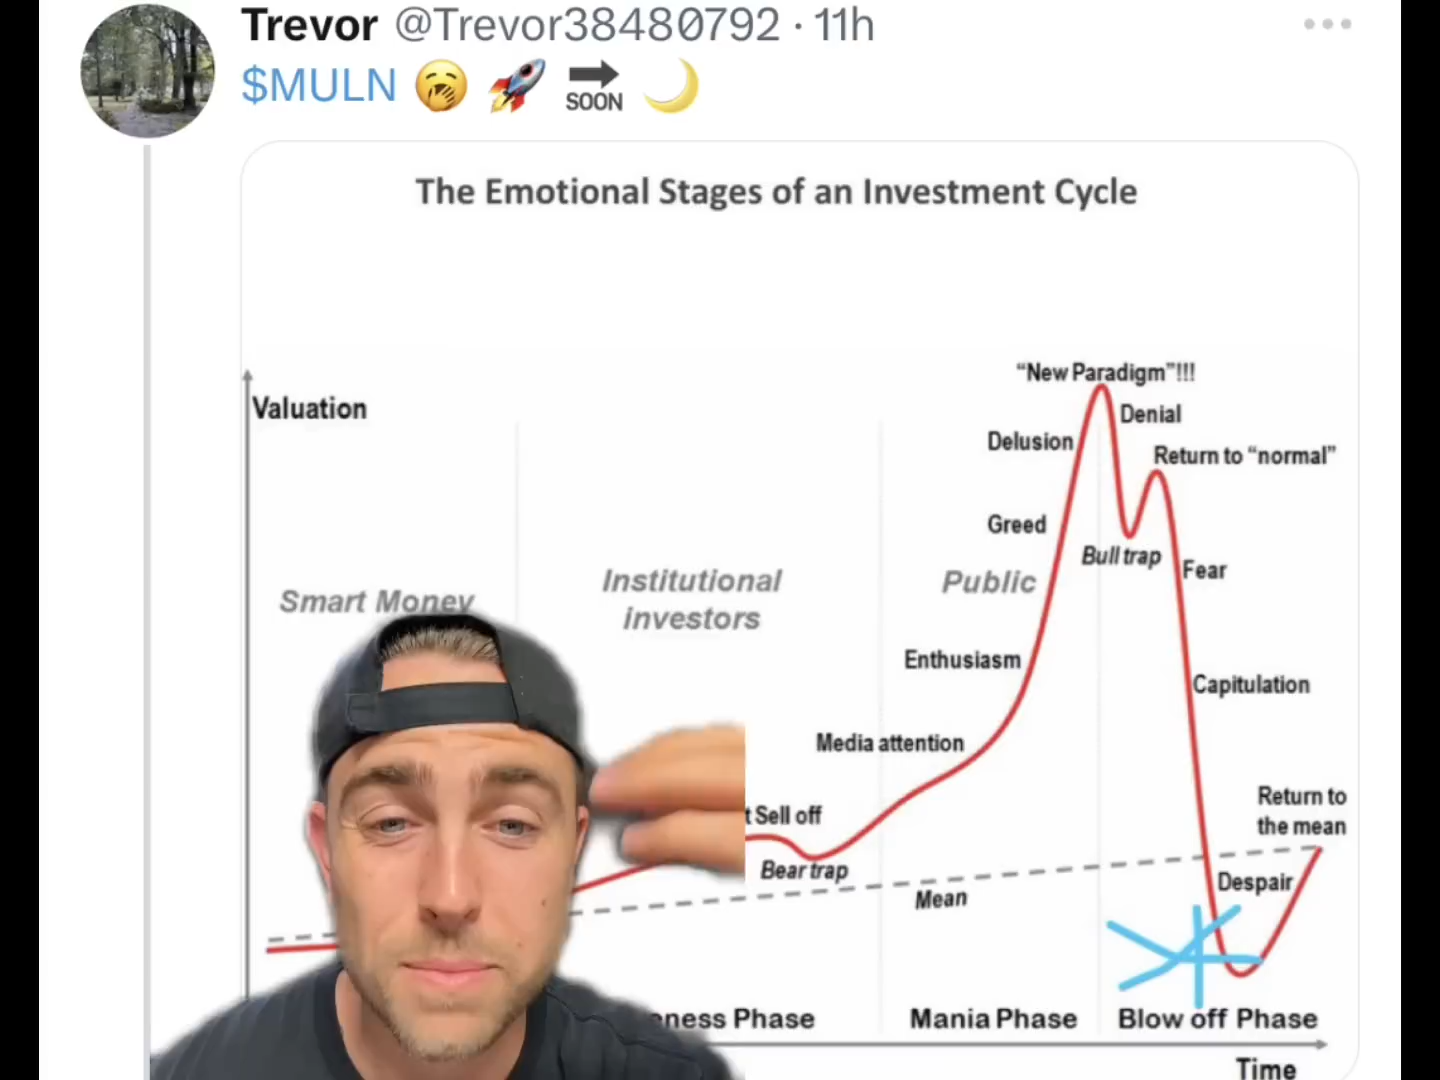 Trevor @Trevor38480792 · 11h
$MULN
SOON
The Emotional Stages of an Investment Cycle
"New Paradigm"!!!
Valuation
Denial
Delusion
Return to "normal"
Greed
Bull trap
Fear
Institutional
investors
Public
Smart Money
Enthusiasm
Capitulation
Media attention
Return to
the mean
Sell off
Bear trap
Despair
Mean
Mania Phase
Blow off Phase
Phase
Time